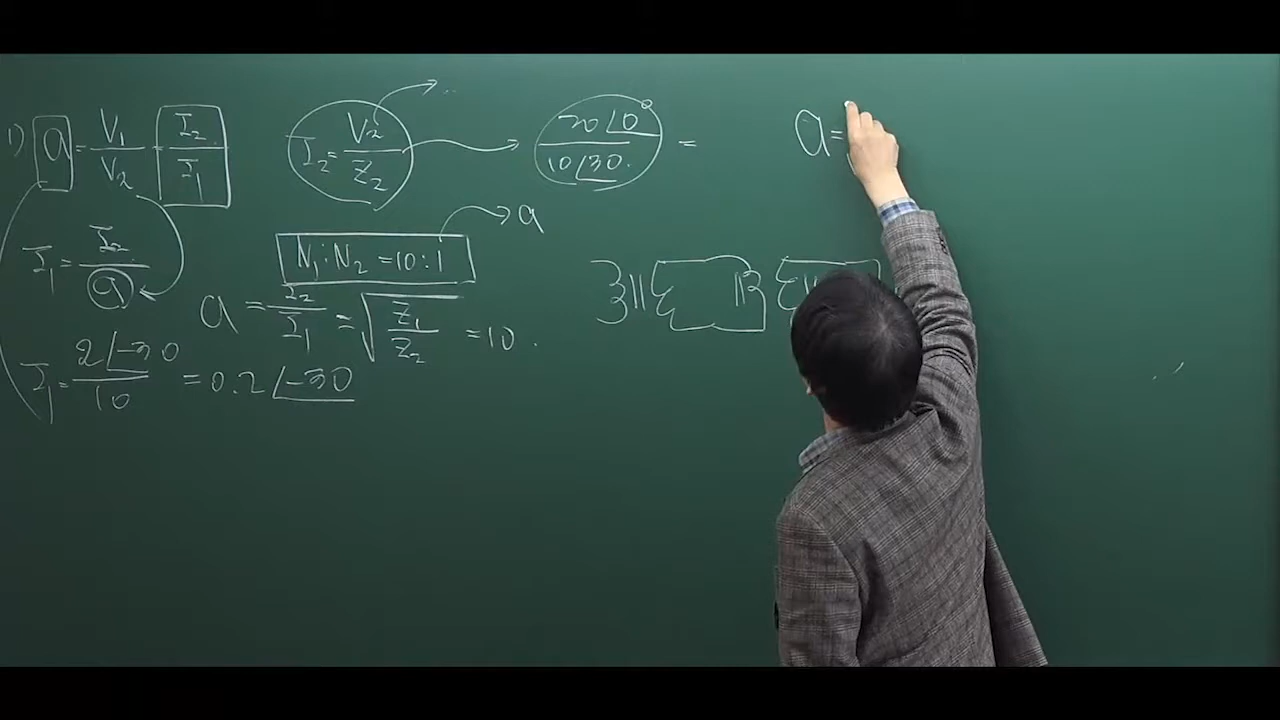 1) a = V₁/V₂ = I₂/I₁
I₂ = V₂/Z₂
20∠0°/10∠30. =
a =
I₁ = I₂/a
N₁ : N₂ = 10 : 1 → a
a = I₂/I₁ = √(Z₁/Z₂) = 10 .
I₁ = 2∠-30/10 = 0.2∠-30